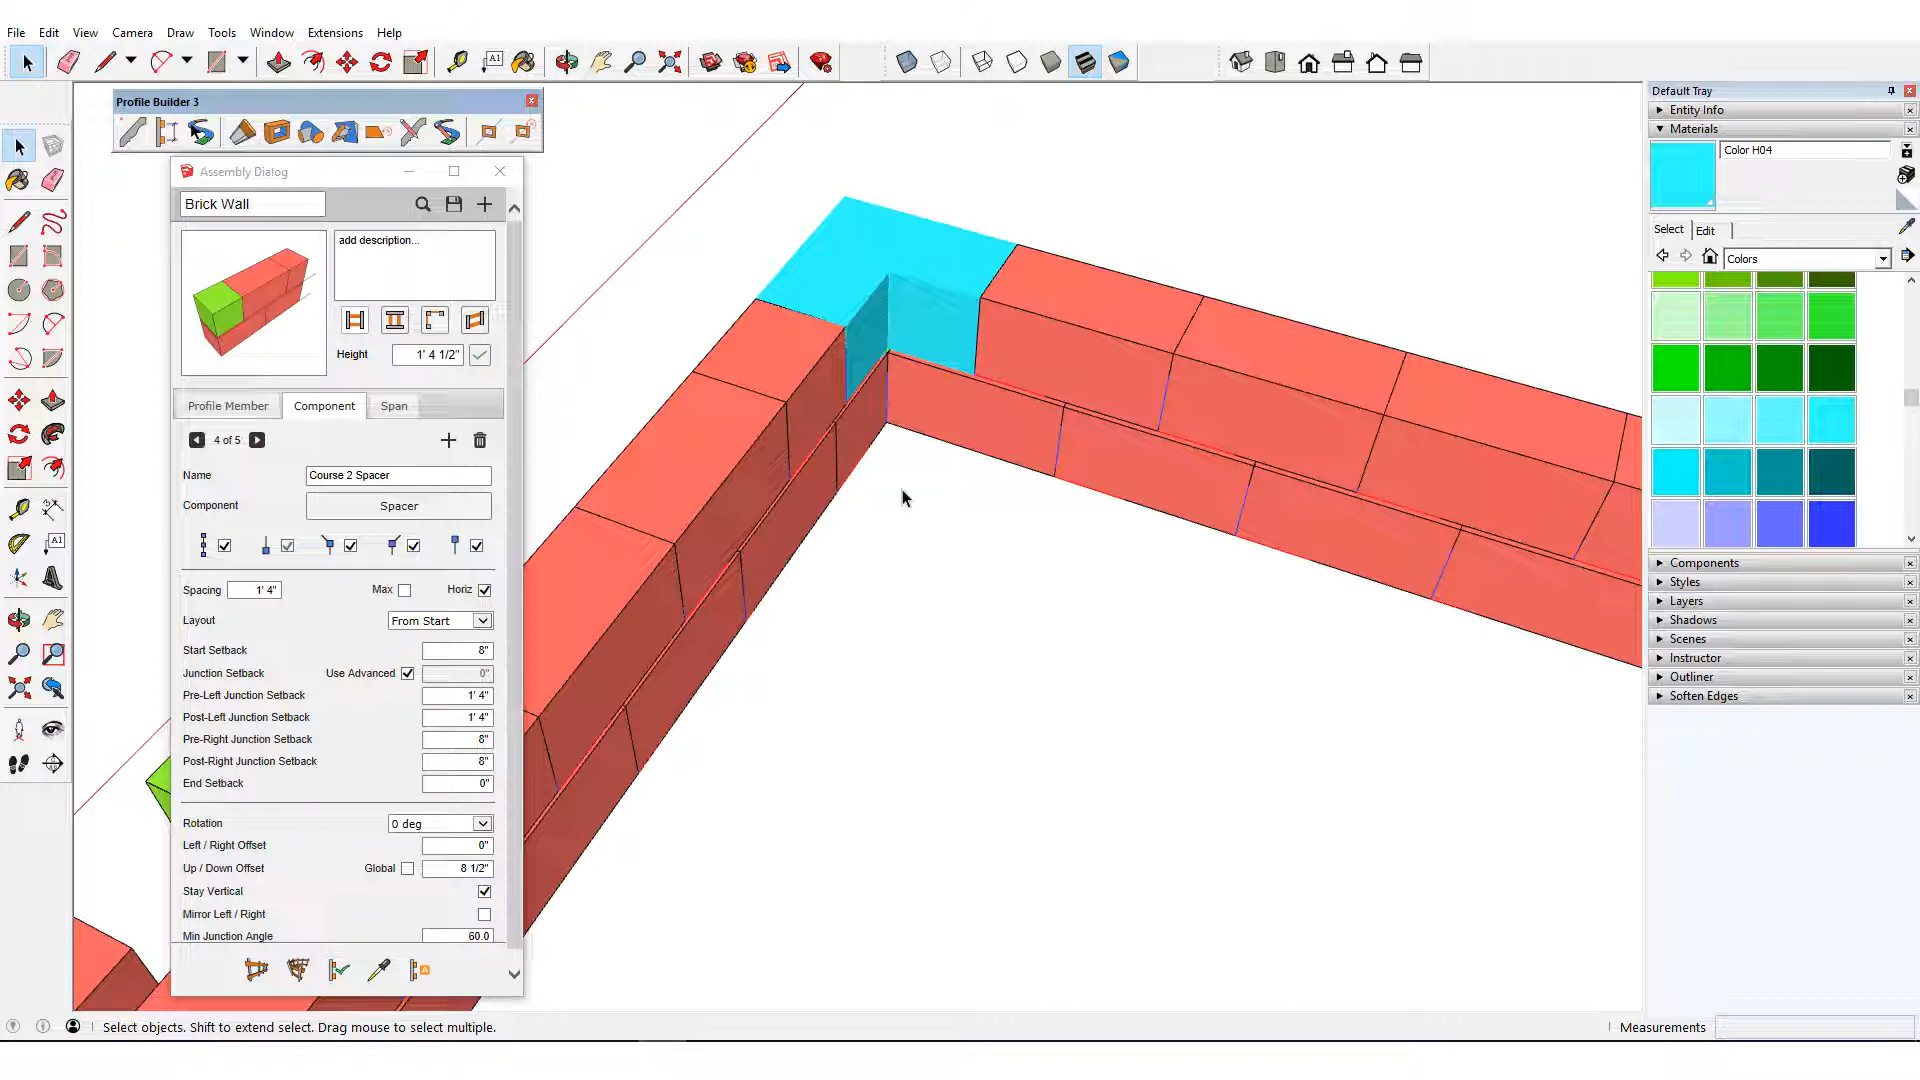 File Edit View Camera Draw Tools Window Extensions Help
A1
Profile Builder 3
Assembly Dialog
Brick Wall
add description...
Height 1' 4 1/2"
Profile Member Component Span
4 of 5
Name Course 2 Spacer
Component Spacer
Spacing 1' 4" Max Horiz
Layout From Start
Start Setback 8"
Junction Setback Use Advanced 0"
Pre-Left Junction Setback 1' 4"
Post-Left Junction Setback 1' 4"
Pre-Right Junction Setback 8"
Post-Right Junction Setback 8"
End Setback 0"
Rotation 0 deg
Left / Right Offset 0"
Up / Down Offset Global 8 1/2"
Stay Vertical
Mirror Left / Right
Min Junction Angle 60.0
A
A1
Default Tray
Entity Info
Materials
Color H04
Select Edit
Colors
Components
Styles
Layers
Shadows
Scenes
Instructor
Outliner
Soften Edges
Select objects. Shift to extend select. Drag mouse to select multiple.
Measurements